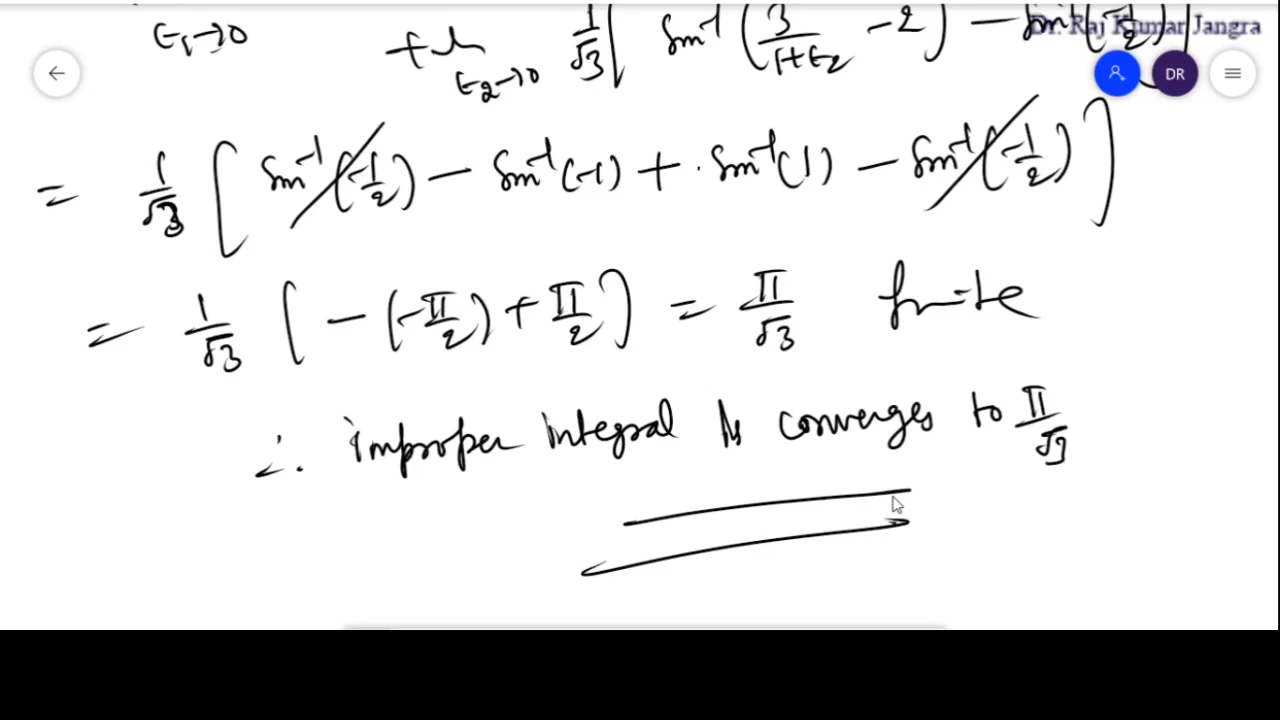 Dr. Raj Kumar Jangra
ε₁→0 + lt ε₂→0 1/√3 [ sin⁻¹ ( 3/(1+ε₂) - 2 ) - sin⁻¹(-1/2) ]
DR
= 1/√3 [ sin⁻¹(-1/2) - sin⁻¹(-1) + sin⁻¹(1) - sin⁻¹(-1/2) ]
= 1/√3 [ - (-π/2) + π/2 ] = π/√3 finite
∴ improper integral is converges to π/√3